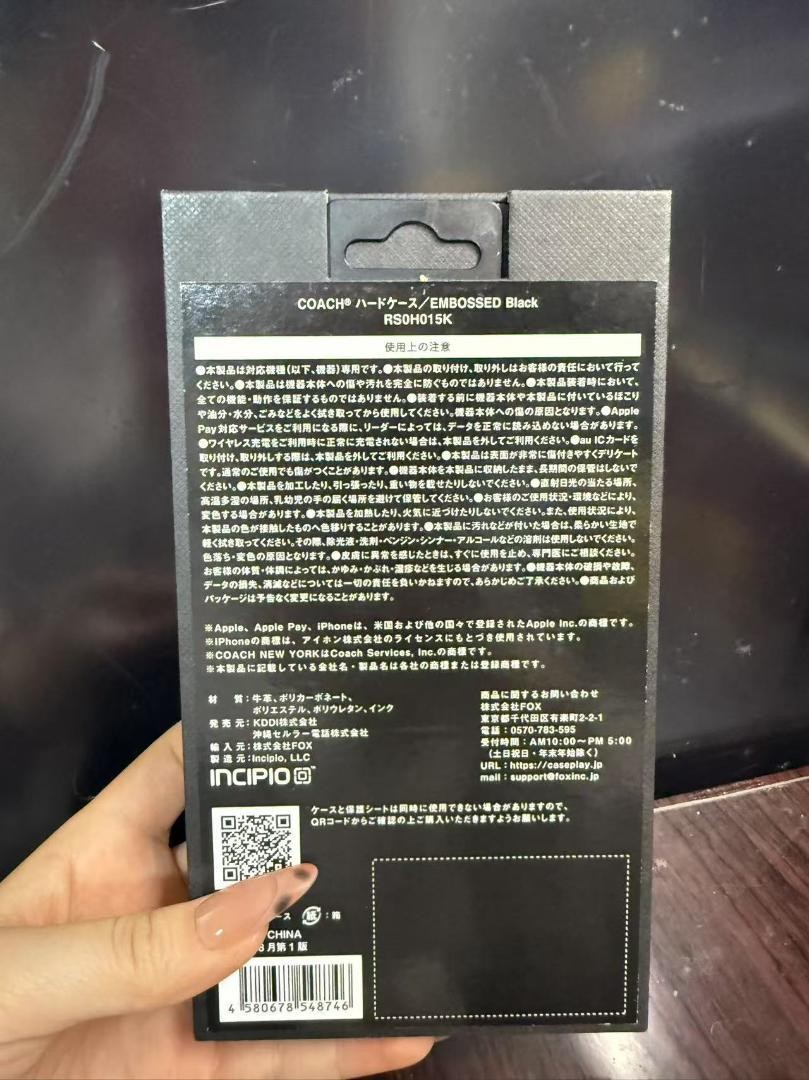 COACH® ハードケース/EMBOSSED Black
RS0H015K
使用上の注意
●本製品は対応機種(以下、機器)専用です。●本製品の取り付け、取り外しはお客様の責任において行って
ください。●本製品は機器本体への傷や汚れを完全に防ぐものではありません。●本製品装着時において、
全ての機能・動作を保証するものではありません。●装着する前に機器本体や本製品に付いているほこり
や油分・水分、ごみなどをよく拭き取ってから使用してください。機器本体への傷の原因となります。●Apple
Pay対応サービスをご利用になる際に、リーダーによっては、データを正常に読み込めない場合があります。
●ワイヤレス充電をご利用時に正常に充電されない場合は、本製品を外してご利用ください。●au ICカードを
取り付け、取り外しする際は、本製品を外してご利用ください。●本製品は表面が非常に傷付きやすくデリケート
です。通常のご使用でも傷がつくことがあります。●機器本体を本製品に収納したまま、長期間の保管はしないで
ください。●本製品を加工したり、引っ張ったり、重い物を載せたりしないでください。●直射日光の当たる場所、
高温多湿の場所、乳幼児の手の届く場所を避けて保管してください。●お客様のご使用状況・環境などにより、
変色する場合があります。●本製品を加熱したり、火気に近づけたりしないでください。また、使用状況により、
本製品の色が接触したものへ色移りすることがあります。●本製品に汚れなどが付いた場合は、柔らかい生地で
軽く拭き取ってください。その際、除光液・洗剤・ベンジン・シンナー・アルコールなどの溶剤は使用しないでください。
色落ち・変色の原因となります。●皮膚に異常を感じたときは、すぐに使用を止め、専門医にご相談ください。
お客様の体質・体調によっては、かゆみ・かぶれ・湿疹などを生じる場合があります。●機器本体の破損や故障、
データの損失、消滅などについては一切の責任を負いかねますので、あらかじめご了承ください。●商品および
パッケージは予告なく変更になることがあります。
※Apple、Apple Pay、iPhoneは、米国および他の国々で登録されたApple Inc.の商標です。
※iPhoneの商標は、アイホン株式会社のライセンスにもとづき使用されています。
※COACH NEW YORKはCoach Services, Inc.の商標です。
※本製品に記載している会社名・製品名は各社の商標または登録商標です。
材 質:牛革、ポリカーボネート、
ポリエステル、ポリウレタン、インク
発売元:KDDI株式会社
沖縄セルラー電話株式会社
輸入元:株式会社FOX
製造元:Incipio, LLC
INCIPIO™
商品に関するお問い合わせ
株式会社FOX
東京都千代田区有楽町2-2-1
電話:0570-783-595
受付時間:AM10:00～PM 5:00
(土日祝日・年末年始除く)
URL:https://caseplay.jp
mail:support@foxinc.jp
ケースと保護シートは同時に使用できない場合がありますので、
QRコードからご確認の上ご購入いただきますようお願いします。
ース 紙:箱
CHINA
月第1版
4 580678 548746